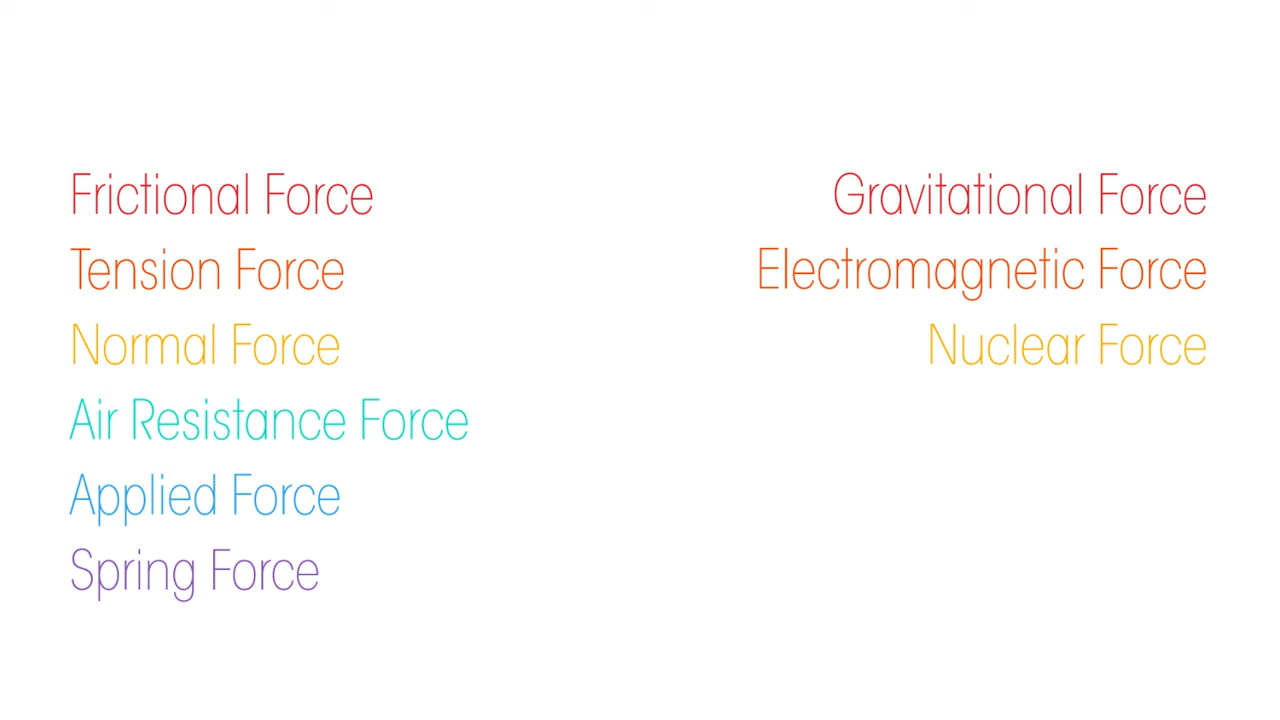 Frictional Force
Tension Force
Normal Force
Air Resistance Force
Applied Force
Spring Force
Gravitational Force
Electromagnetic Force
Nuclear Force